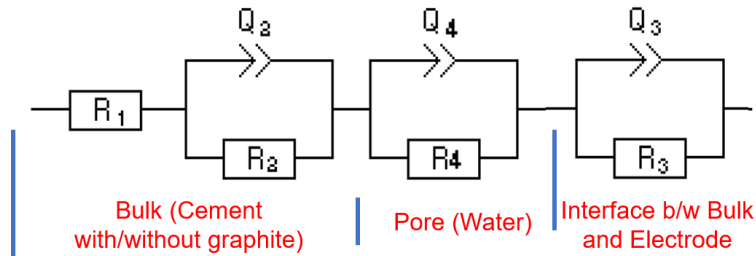 Q2
Q4
Q3
R1
R2
R4
R3
Bulk (Cement
with/without graphite)
Pore (Water)
Interface b/w Bulk
and Electrode